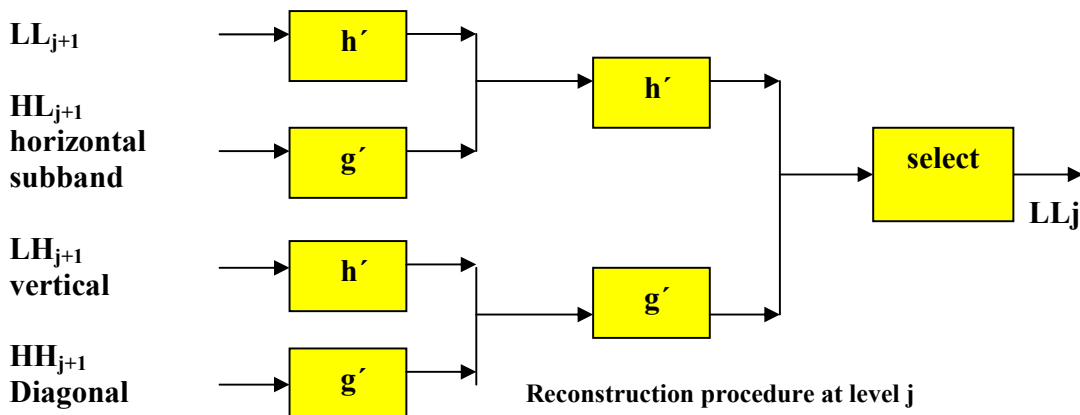 LLj+1
h´
HLj+1
horizontal
subband
g´
h´
select
LLj
LHj+1
vertical
h´
g´
HHj+1
Diagonal
g´
Reconstruction procedure at level j